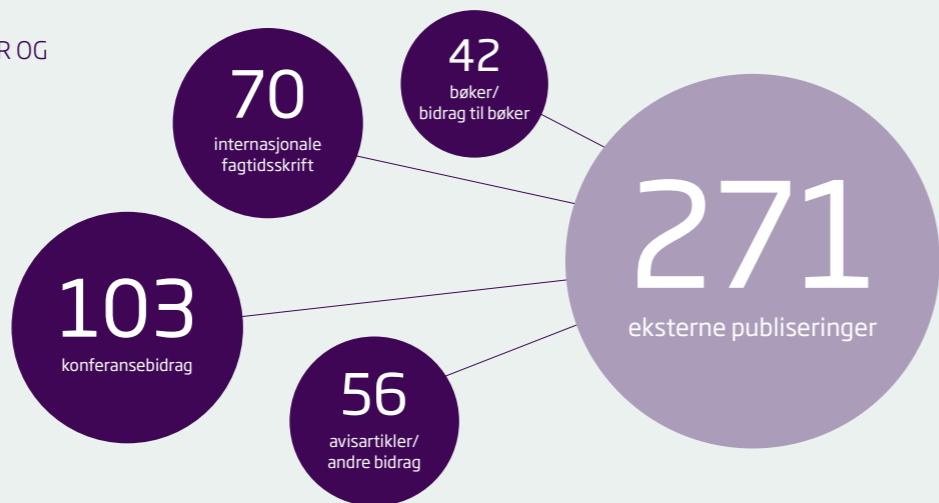 R OG
70
internasjonale
fagtidsskrift
42
bøker/
bidrag til bøker
271
eksterne publiseringer
103
konferansebidrag
56
avisartikler/
andre bidrag